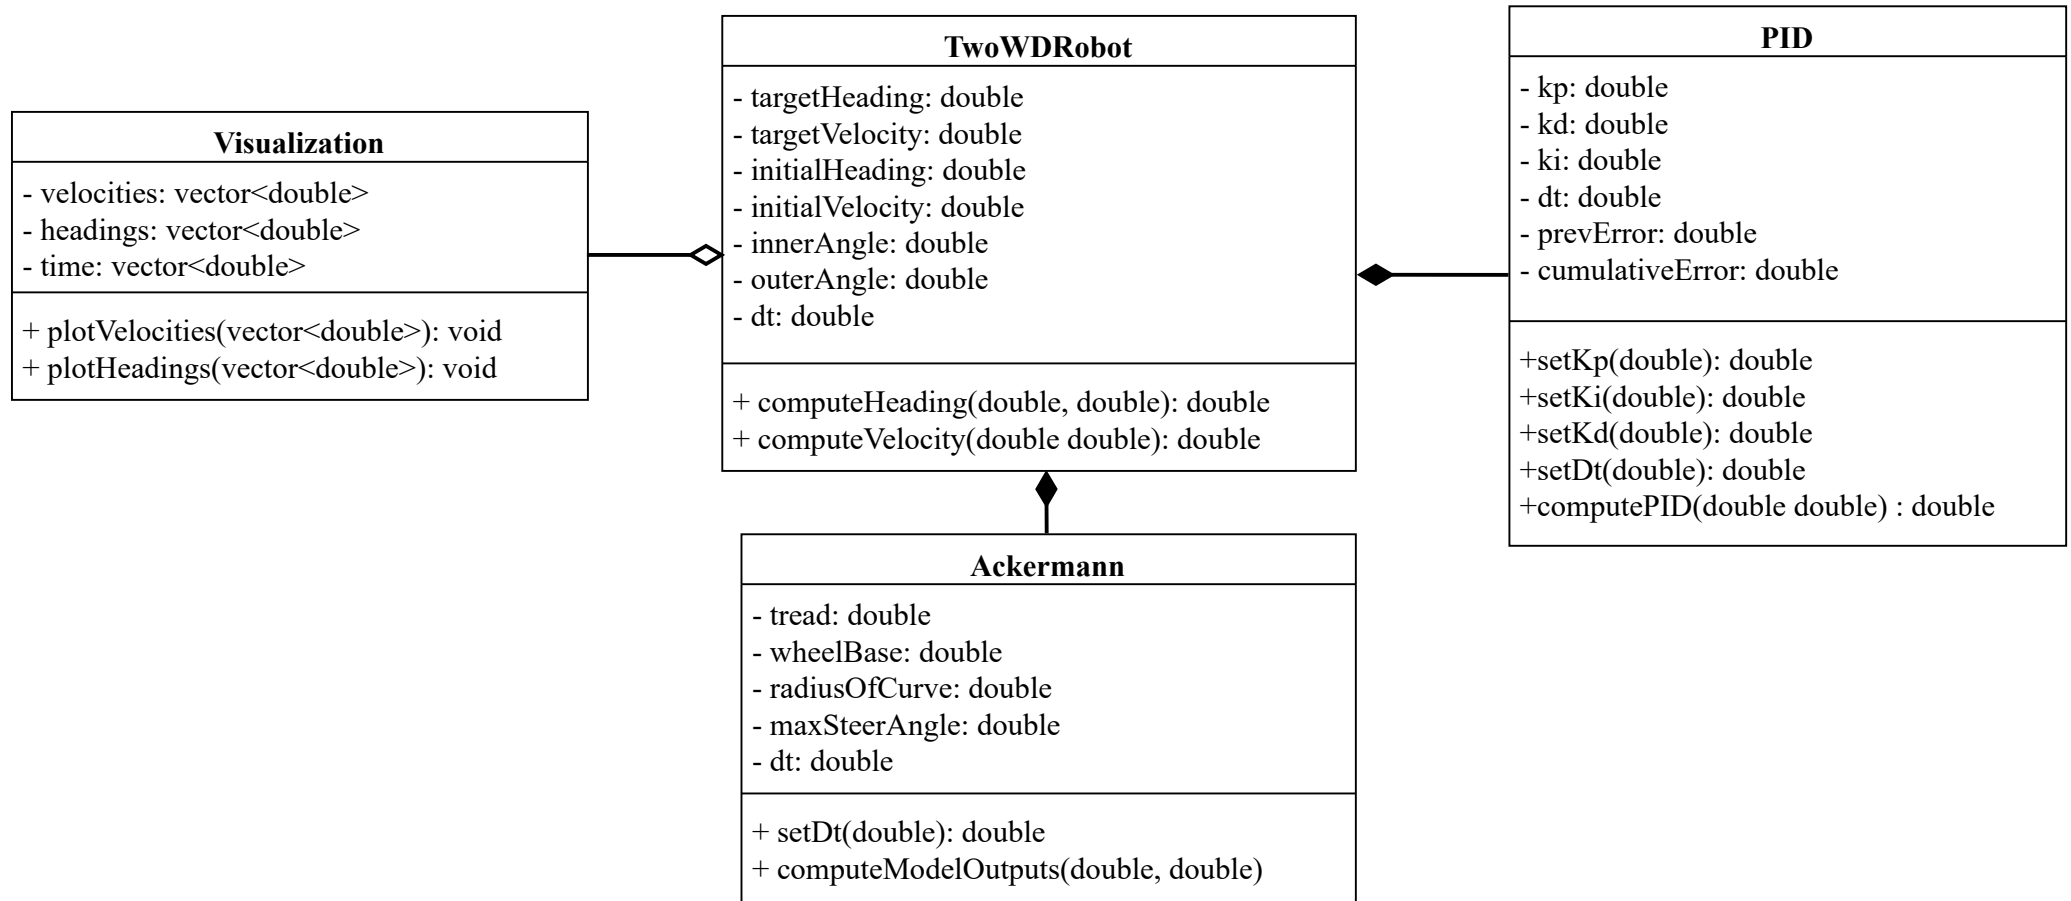 Visualization
- velocities: vector<double>
- headings: vector<double>
- time: vector<double>
+ plotVelocities(vector<double>): void
+ plotHeadings(vector<double>): void
TwoWDRobot
- targetHeading: double
- targetVelocity: double
- initialHeading: double
- initialVelocity: double
- innerAngle: double
- outerAngle: double
- dt: double
+ computeHeading(double, double): double
+ computeVelocity(double double): double
PID
- kp: double
- kd: double
- ki: double
- dt: double
- prevError: double
- cumulativeError: double
+setKp(double): double
+setKi(double): double
+setKd(double): double
+setDt(double): double
+computePID(double double) : double
Ackermann
- tread: double
- wheelBase: double
- radiusOfCurve: double
- maxSteerAngle: double
- dt: double
+ setDt(double): double
+ computeModelOutputs(double, double)